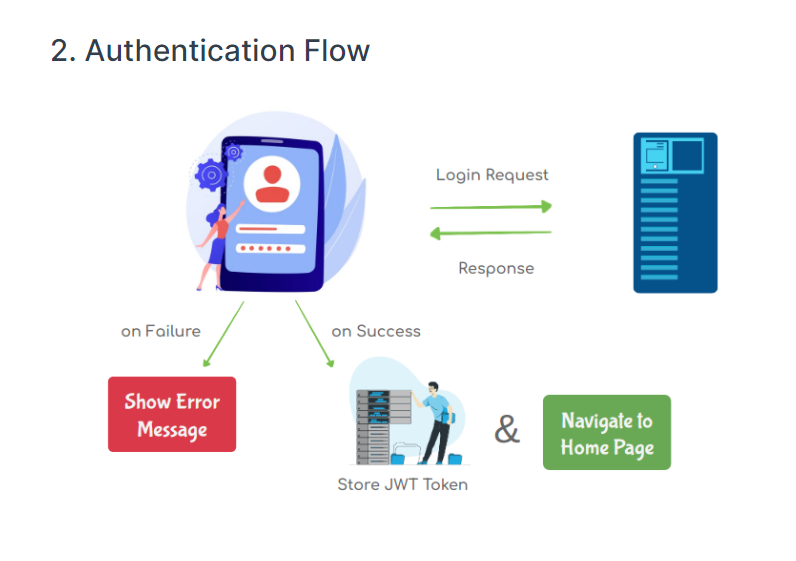 2. Authentication Flow
Login Request
Response
on Failure
on Success
Show Error
Message
&
Navigate to
Home Page
Store JWT Token